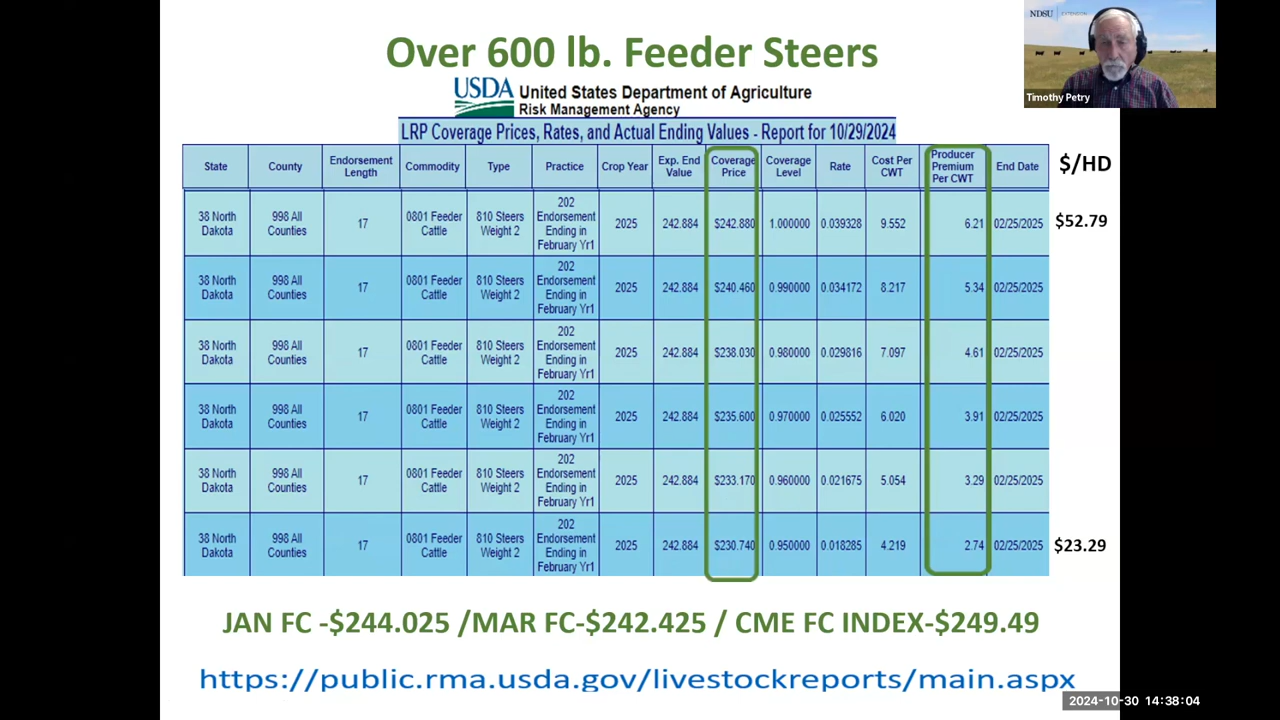 Over 600 lb. Feeder Steers
NDSU EXTENSION
Timothy Petry
USDA United States Department of Agriculture
Risk Management Agency
LRP Coverage Prices, Rates, and Actual Ending Values - Report for 10/29/2024
State County Endorsement Length Commodity Type Practice Crop Year Exp. End Value Coverage Price Coverage Level Rate Cost Per CWT Producer Premium Per CWT End Date $/HD
38 North Dakota 998 All Counties 17 0801 Feeder Cattle 810 Steers Weight 2 202 Endorsement Ending in February Yr1 2025 242.884 $242.880 1.000000 0.039328 9.552 6.21 02/25/2025 $52.79
38 North Dakota 998 All Counties 17 0801 Feeder Cattle 810 Steers Weight 2 202 Endorsement Ending in February Yr1 2025 242.884 $240.460 0.990000 0.034172 8.217 5.34 02/25/2025
38 North Dakota 998 All Counties 17 0801 Feeder Cattle 810 Steers Weight 2 202 Endorsement Ending in February Yr1 2025 242.884 $238.030 0.980000 0.029816 7.097 4.61 02/25/2025
38 North Dakota 998 All Counties 17 0801 Feeder Cattle 810 Steers Weight 2 202 Endorsement Ending in February Yr1 2025 242.884 $235.600 0.970000 0.025552 6.020 3.91 02/25/2025
38 North Dakota 998 All Counties 17 0801 Feeder Cattle 810 Steers Weight 2 202 Endorsement Ending in February Yr1 2025 242.884 $233.170 0.960000 0.021675 5.054 3.29 02/25/2025
38 North Dakota 998 All Counties 17 0801 Feeder Cattle 810 Steers Weight 2 202 Endorsement Ending in February Yr1 2025 242.884 $230.740 0.950000 0.018285 4.219 2.74 02/25/2025 $23.29
JAN FC -$244.025 /MAR FC-$242.425 / CME FC INDEX-$249.49
https://public.rma.usda.gov/livestockreports/main.aspx
2024-10-30 14:38:04